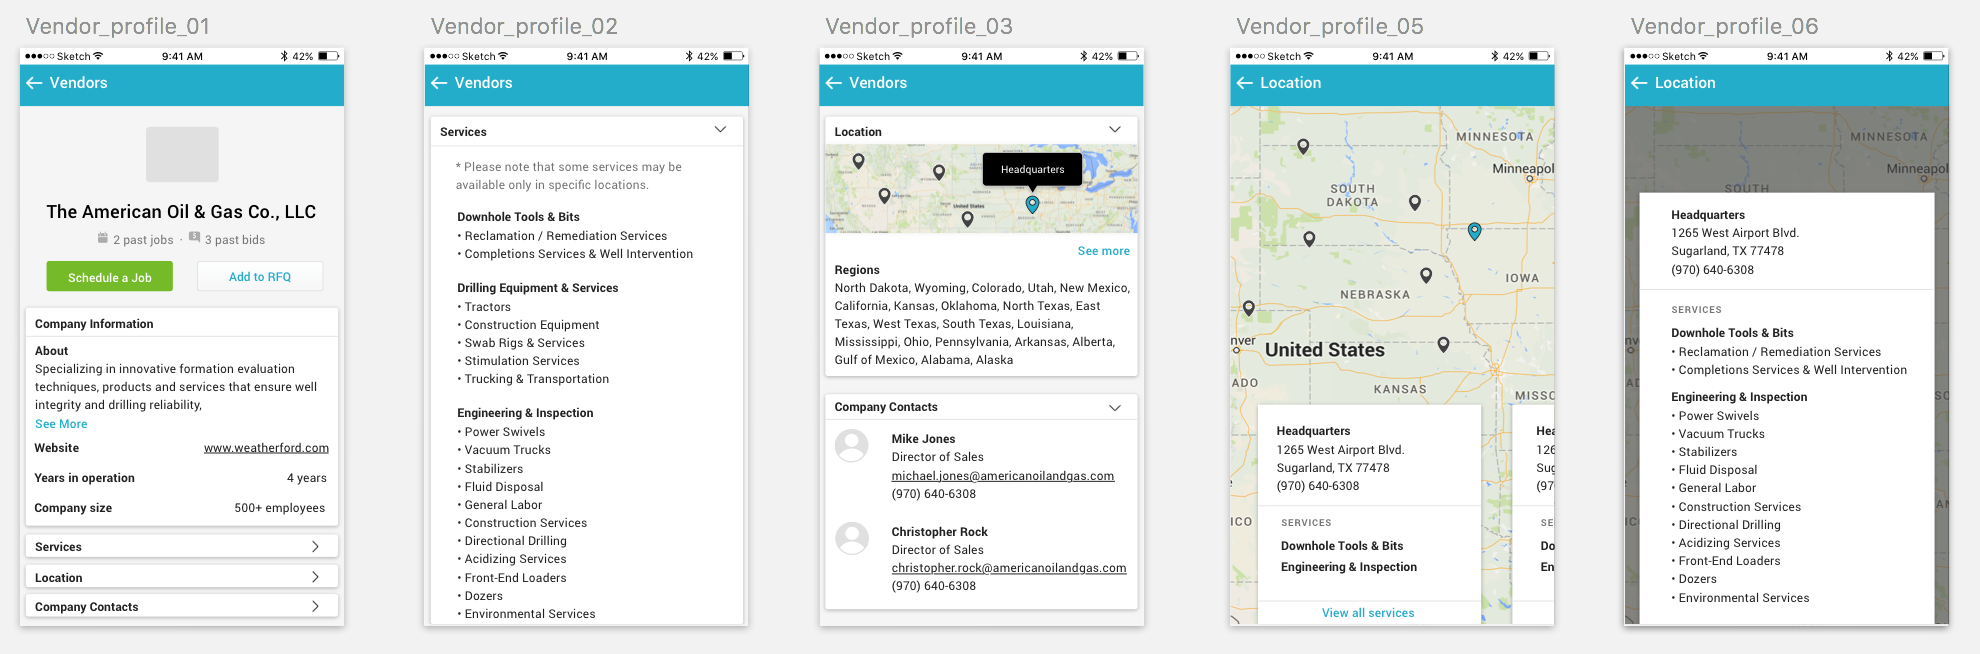 Vendor_profile_01
Sketch
9:41 AM
42%
Vendors
The American Oil & Gas Co., LLC
2 past jobs · 3 past bids
Schedule a Job
Add to RFQ
Company Information
About
Specializing in innovative formation evaluation
techniques, products and services that ensure well
integrity and drilling reliability,
See More
Website www.weatherford.com
Years in operation 4 years
Company size 500+ employees
Services
Location
Company Contacts
Vendor_profile_02
Sketch
9:41 AM
42%
Vendors
Services
* Please note that some services may be
available only in specific locations.
Downhole Tools & Bits
• Reclamation / Remediation Services
• Completions Services & Well Intervention
Drilling Equipment & Services
• Tractors
• Construction Equipment
• Swab Rigs & Services
• Stimulation Services
• Trucking & Transportation
Engineering & Inspection
• Power Swivels
• Vacuum Trucks
• Stabilizers
• Fluid Disposal
• General Labor
• Construction Services
• Directional Drilling
• Acidizing Services
• Front-End Loaders
• Dozers
• Environmental Services
Vendor_profile_03
Sketch
9:41 AM
42%
Vendors
Location
Headquarters
United States
See more
Regions
North Dakota, Wyoming, Colorado, Utah, New Mexico,
California, Kansas, Oklahoma, North Texas, East
Texas, West Texas, South Texas, Louisiana,
Mississippi, Ohio, Pennsylvania, Arkansas, Alberta,
Gulf of Mexico, Alabama, Alaska
Company Contacts
Mike Jones
Director of Sales
michael.jones@americanoilandgas.com
(970) 640-6308
Christopher Rock
Director of Sales
christopher.rock@americanoilandgas.com
(970) 640-6308
Vendor_profile_05
Sketch
9:41 AM
42%
Location
MINNESOTA
Minneapol
SOUTH
DAKOTA
IOWA
NEBRASKA
nver
United States
ADO
KANSAS
MISSO
ICO
Headquarters
1265 West Airport Blvd.
Sugarland, TX 77478
(970) 640-6308
SERVICES
Downhole Tools & Bits
Engineering & Inspection
View all services
Hea
126
Sug
(97
SE
Do
En
Vendor_profile_06
Sketch
9:41 AM
42%
Location
MINNESOTA
Minneapol
SOUTH
Headquarters
1265 West Airport Blvd.
Sugarland, TX 77478
(970) 640-6308
SERVICES
Downhole Tools & Bits
• Reclamation / Remediation Services
• Completions Services & Well Intervention
Engineering & Inspection
• Power Swivels
• Vacuum Trucks
• Stabilizers
• Fluid Disposal
• General Labor
• Construction Services
• Directional Drilling
• Acidizing Services
• Front-End Loaders
• Dozers
• Environmental Services